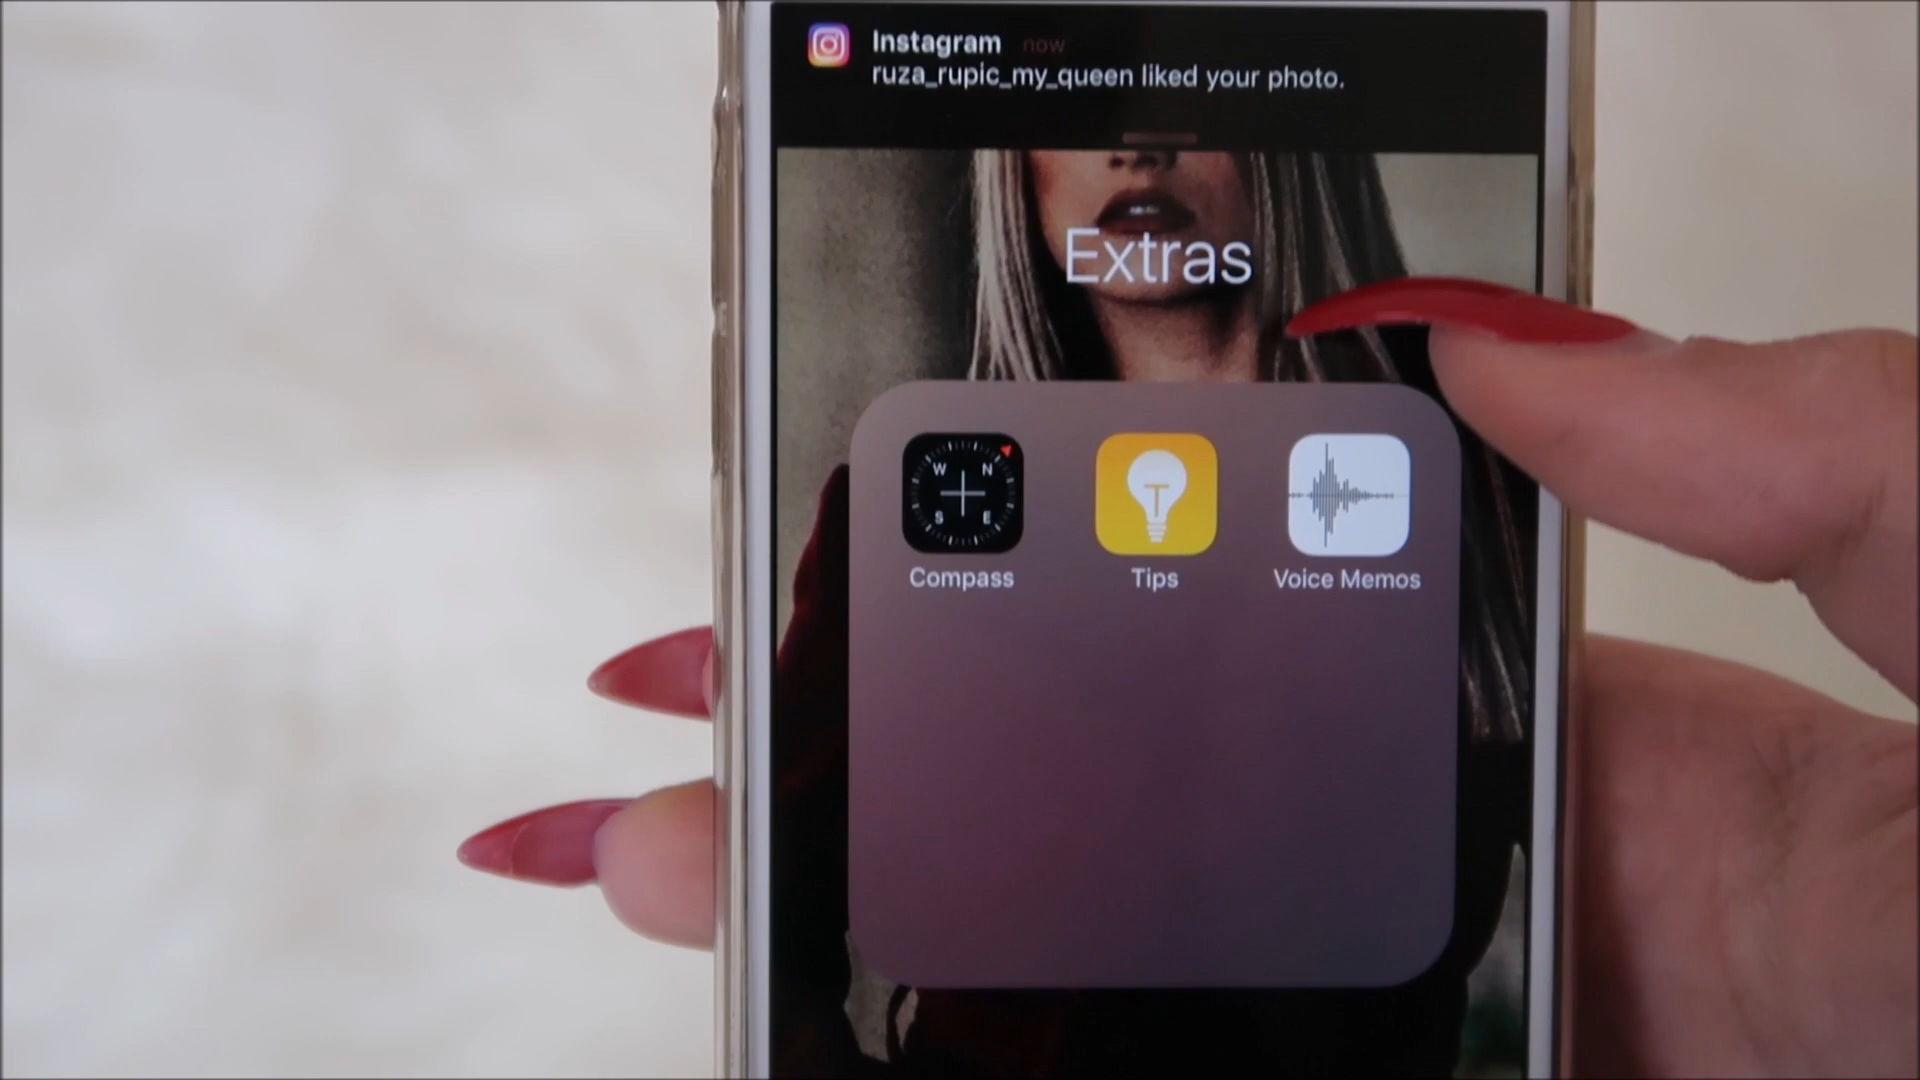 Instagram now
ruza_rupic_my_queen liked your photo.
Extras
W N
S E
Compass
Tips
Voice Memos